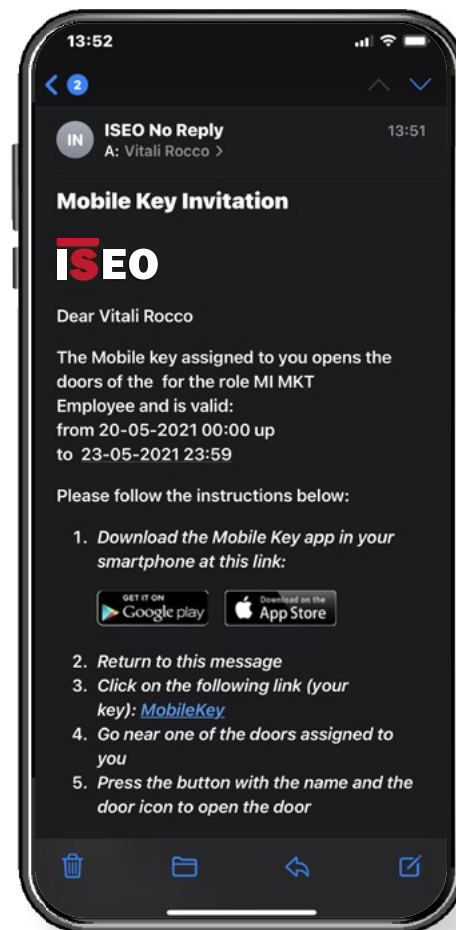 13:52
2
IN
ISEO No Reply
13:51
A: Vitali Rocco >
Mobile Key Invitation
ISEO
Dear Vitali Rocco
The Mobile key assigned to you opens the
doors of the  for the role MI MKT
Employee and is valid:
from 20-05-2021 00:00 up
to 23-05-2021 23:59
Please follow the instructions below:
1. Download the Mobile Key app in your
smartphone at this link:
GET IT ON
Google play
Download on the
App Store
2. Return to this message
3. Click on the following link (your
key): MobileKey
4. Go near one of the doors assigned to
you
5. Press the button with the name and the
door icon to open the door